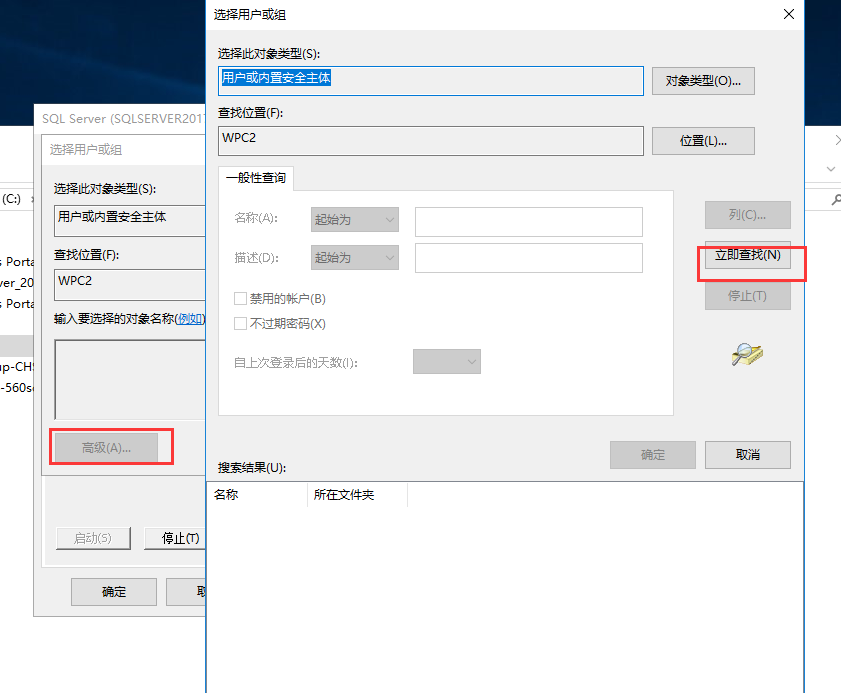 选择用户或组
选择此对象类型(S):
用户或内置安全主体
对象类型(O)...
查找位置(F):
WPC2
位置(L)...
一般性查询
名称(A):
起始为
描述(D):
起始为
禁用的帐户(B)
不过期密码(X)
自上次登录后的天数(I):
列(C)...
立即查找(N)
停止(T)
确定
取消
搜索结果(U):
名称
所在文件夹
SQL Server (SQLSERVER2017
选择用户或组
选择此对象类型(S):
用户或内置安全主体
查找位置(F):
WPC2
输入要选择的对象名称(例如)
高级(A)...
启动(S)
停止(T)
确定
取
(C:)
s Porta
ver_20
s Porta
up-CHS
-560se